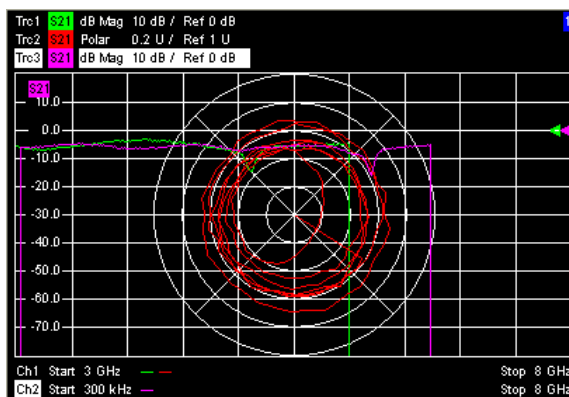 Trc1 S21 dB Mag 10 dB / Ref 0 dB
Trc2 S21 Polar 0.2 U / Ref 1 U
Trc3 S21 dB Mag 10 dB / Ref 0 dB
1
S21
10.0
0.0
-10.0
-20.0
-30.0
-40.0
-50.0
-60.0
-70.0
Ch1 Start 3 GHz Stop 8 GHz
Ch2 Start 300 kHz Stop 8 GHz